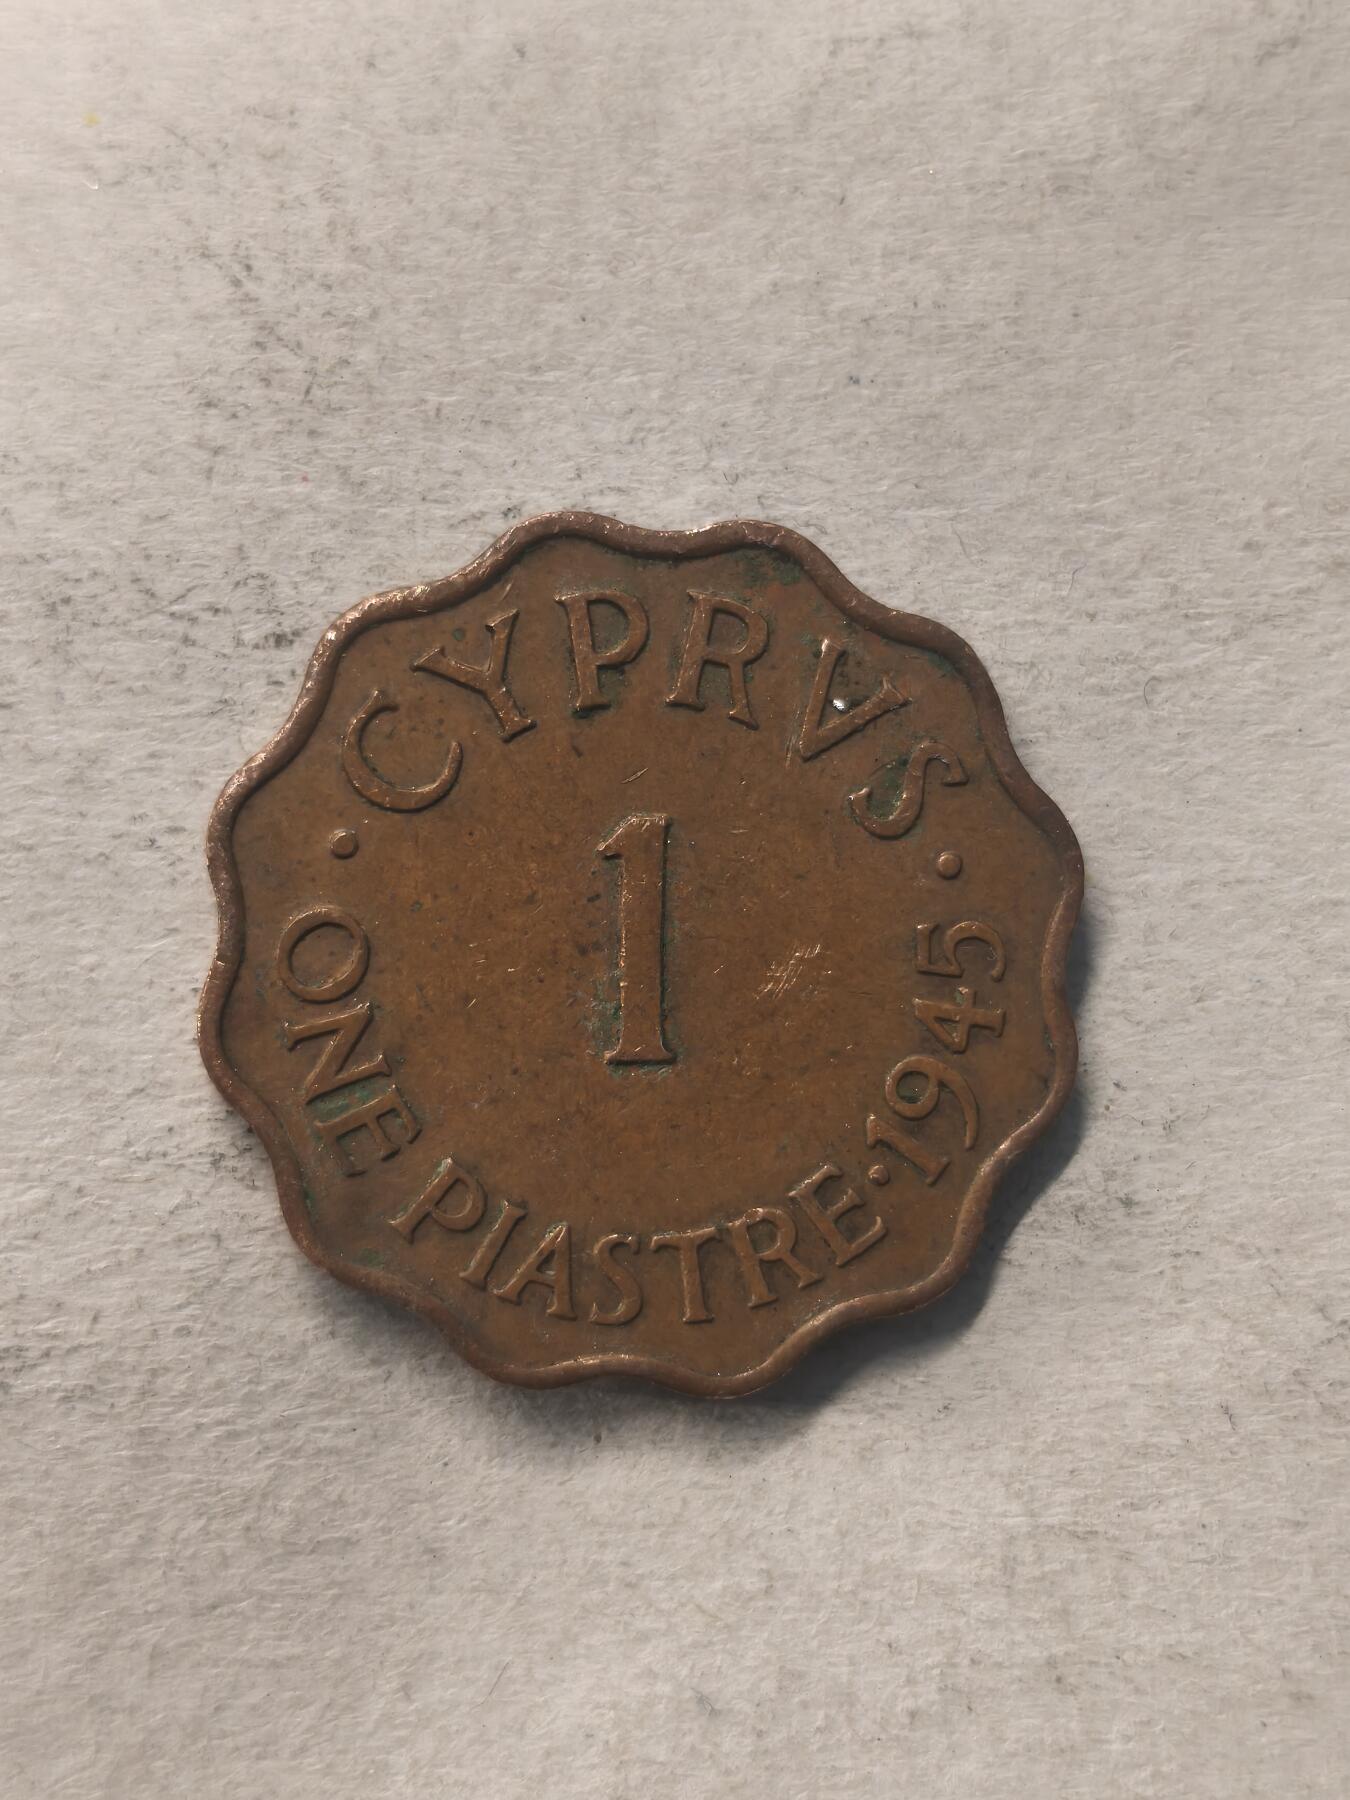 · CYPRVS ·
1
ONE PIASTRE · 1945